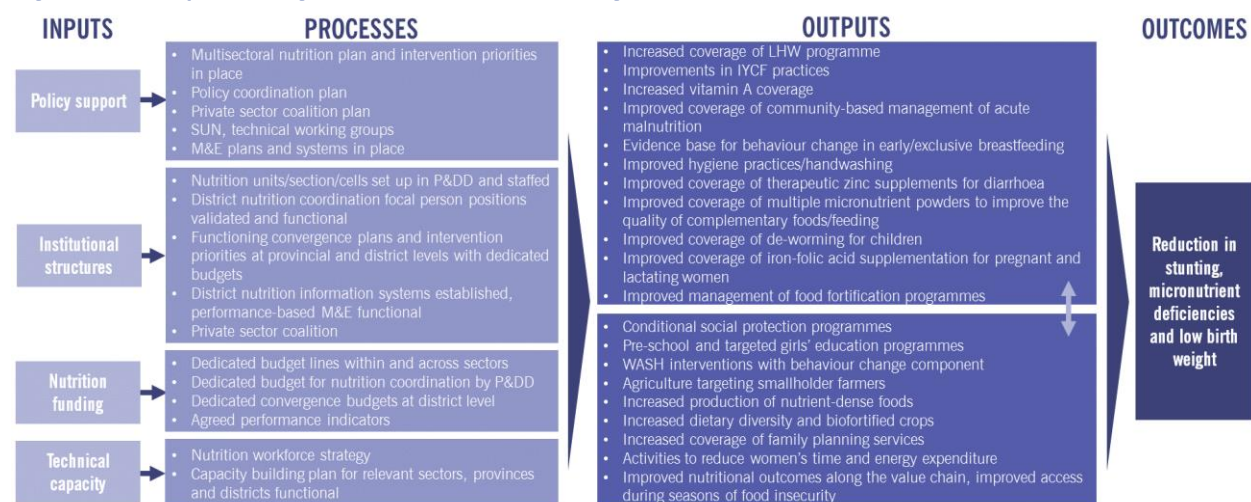 INPUTS
PROCESSES
OUTPUTS
OUTCOMES
Policy support
• Multisectoral nutrition plan and intervention priorities
in place
• Policy coordination plan
• Private sector coalition plan
• SUN, technical working groups
• M&E plans and systems in place
Institutional
structures
• Nutrition units/section/cells set up in P&DD and staffed
• District nutrition coordination focal person positions
validated and functional
• Functioning convergence plans and intervention
priorities at provincial and district levels with dedicated
budgets
• District nutrition information systems established,
performance-based M&E functional
• Private sector coalition
Nutrition
funding
• Dedicated budget lines within and across sectors
• Dedicated budget for nutrition coordination by P&DD
• Dedicated convergence budgets at district level
• Agreed performance indicators
Technical
capacity
• Nutrition workforce strategy
• Capacity building plan for relevant sectors, provinces
and districts functional
• Increased coverage of LHW programme
• Improvements in IYCF practices
• Increased vitamin A coverage
• Improved coverage of community-based management of acute
malnutrition
• Evidence base for behaviour change in early/exclusive breastfeeding
• Improved hygiene practices/handwashing
• Improved coverage of therapeutic zinc supplements for diarrhoea
• Improved coverage of multiple micronutrient powders to improve the
quality of complementary foods/feeding
• Improved coverage of de-worming for children
• Improved coverage of iron-folic acid supplementation for pregnant and
lactating women
• Improved management of food fortification programmes
• Conditional social protection programmes
• Pre-school and targeted girls' education programmes
• WASH interventions with behaviour change component
• Agriculture targeting smallholder farmers
• Increased production of nutrient-dense foods
• Increased dietary diversity and biofortified crops
• Increased coverage of family planning services
• Activities to reduce women's time and energy expenditure
• Improved nutritional outcomes along the value chain, improved access
during seasons of food insecurity
Reduction in
stunting,
micronutrient
deficiencies
and low birth
weight